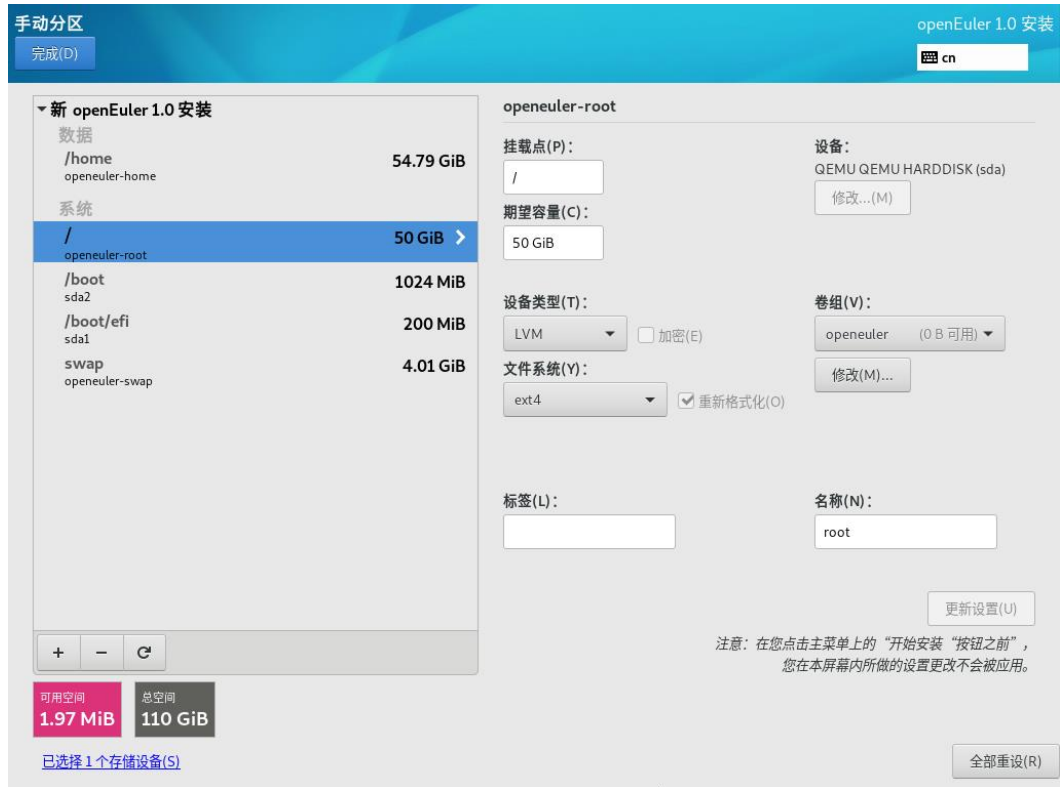 手动分区
openEuler 1.0 安装
完成(D)
cn
新 openEuler 1.0 安装
数据
/home
54.79 GiB
openeuler-home
系统
/
50 GiB
openeuler-root
/boot
1024 MiB
sda2
/boot/efi
200 MiB
sda1
swap
4.01 GiB
openeuler-swap
+ −
可用空间
1.97 MiB
总空间
110 GiB
已选择 1 个存储设备(S)
openeuler-root
挂载点(P)：
/
期望容量(C)：
50 GiB
设备：
QEMU QEMU HARDDISK (sda)
修改...(M)
设备类型(T)：
LVM
加密(E)
卷组(V)：
openeuler (0 B 可用)
修改(M)...
文件系统(Y)：
ext4
重新格式化(O)
标签(L)：
名称(N)：
root
更新设置(U)
注意：在您点击主菜单上的“开始安装“按钮之前”，
您在本屏幕内所做的设置更改不会被应用。
全部重设(R)